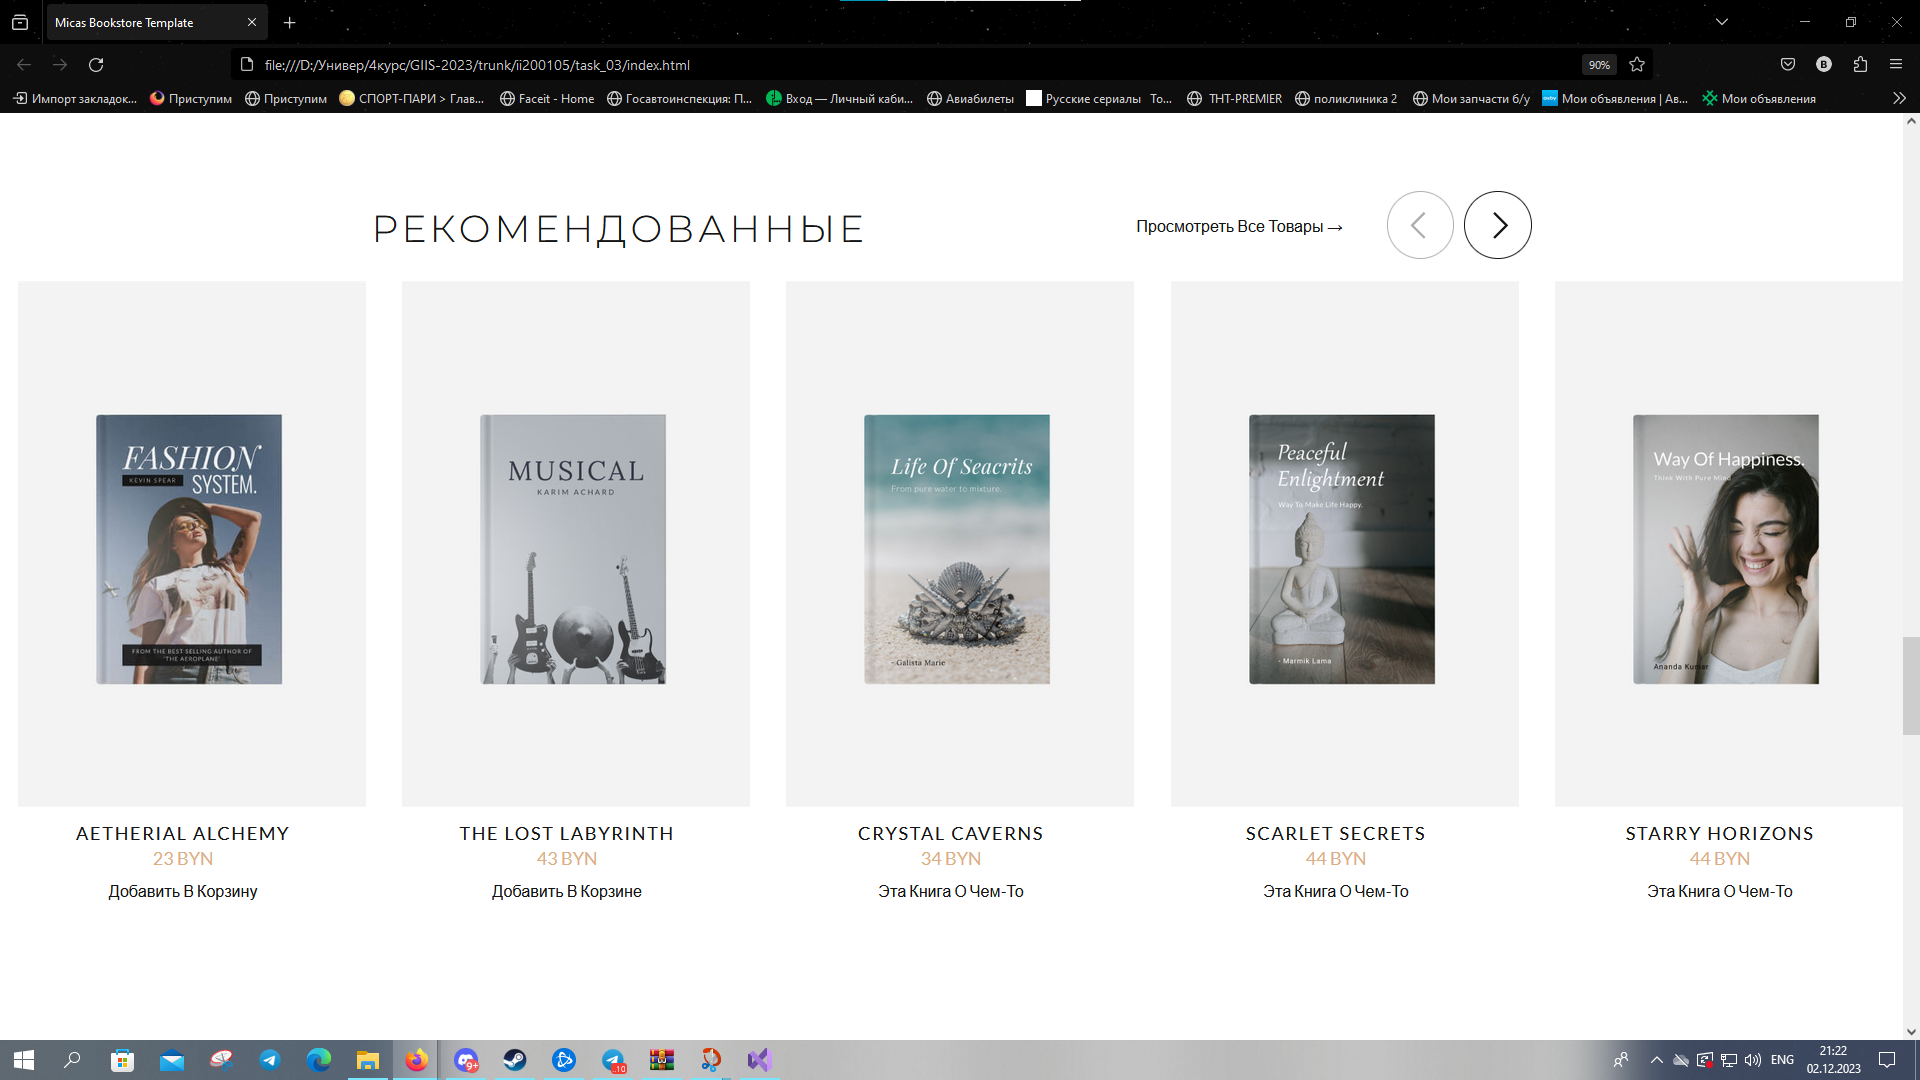 Micas Bookstore Template
file:///D:/Универ/4курс/GIIS-2023/trunk/ii200105/task_03/index.html
90%
Импорт закладок...
Приступим
Приступим
СПОРТ-ПАРИ > Глав...
Faceit - Home
Госавтоинспекция: П...
Вход — Личный каби...
Авиабилеты
Русские сериалы To...
ТНТ-PREMIER
поликлиника 2
Мои запчасти б/у
Мои объявления | Ав...
Мои объявления
РЕКОМЕНДОВАННЫЕ
Просмотреть Все Товары →
FASHION
KEVIN SPEAR
SYSTEM.
FROM THE BEST SELLING AUTHOR OF
"THE AEROPLANE"
MUSICAL
KARIM ACHARD
Life Of Seacrits
From pure water to mixture.
- Galista Marie
Peaceful
Enlightment
Way To Make Life Happy.
- Marmik Lama
Way Of Happiness.
Think With Pure Mind
Ananda Kumar
AETHERIAL ALCHEMY
23 BYN
Добавить В Корзину
THE LOST LABYRINTH
43 BYN
Добавить В Корзине
CRYSTAL CAVERNS
34 BYN
Эта Книга О Чем-То
SCARLET SECRETS
44 BYN
Эта Книга О Чем-То
STARRY HORIZONS
44 BYN
Эта Книга О Чем-То
9+
ENG
21:22
02.12.2023